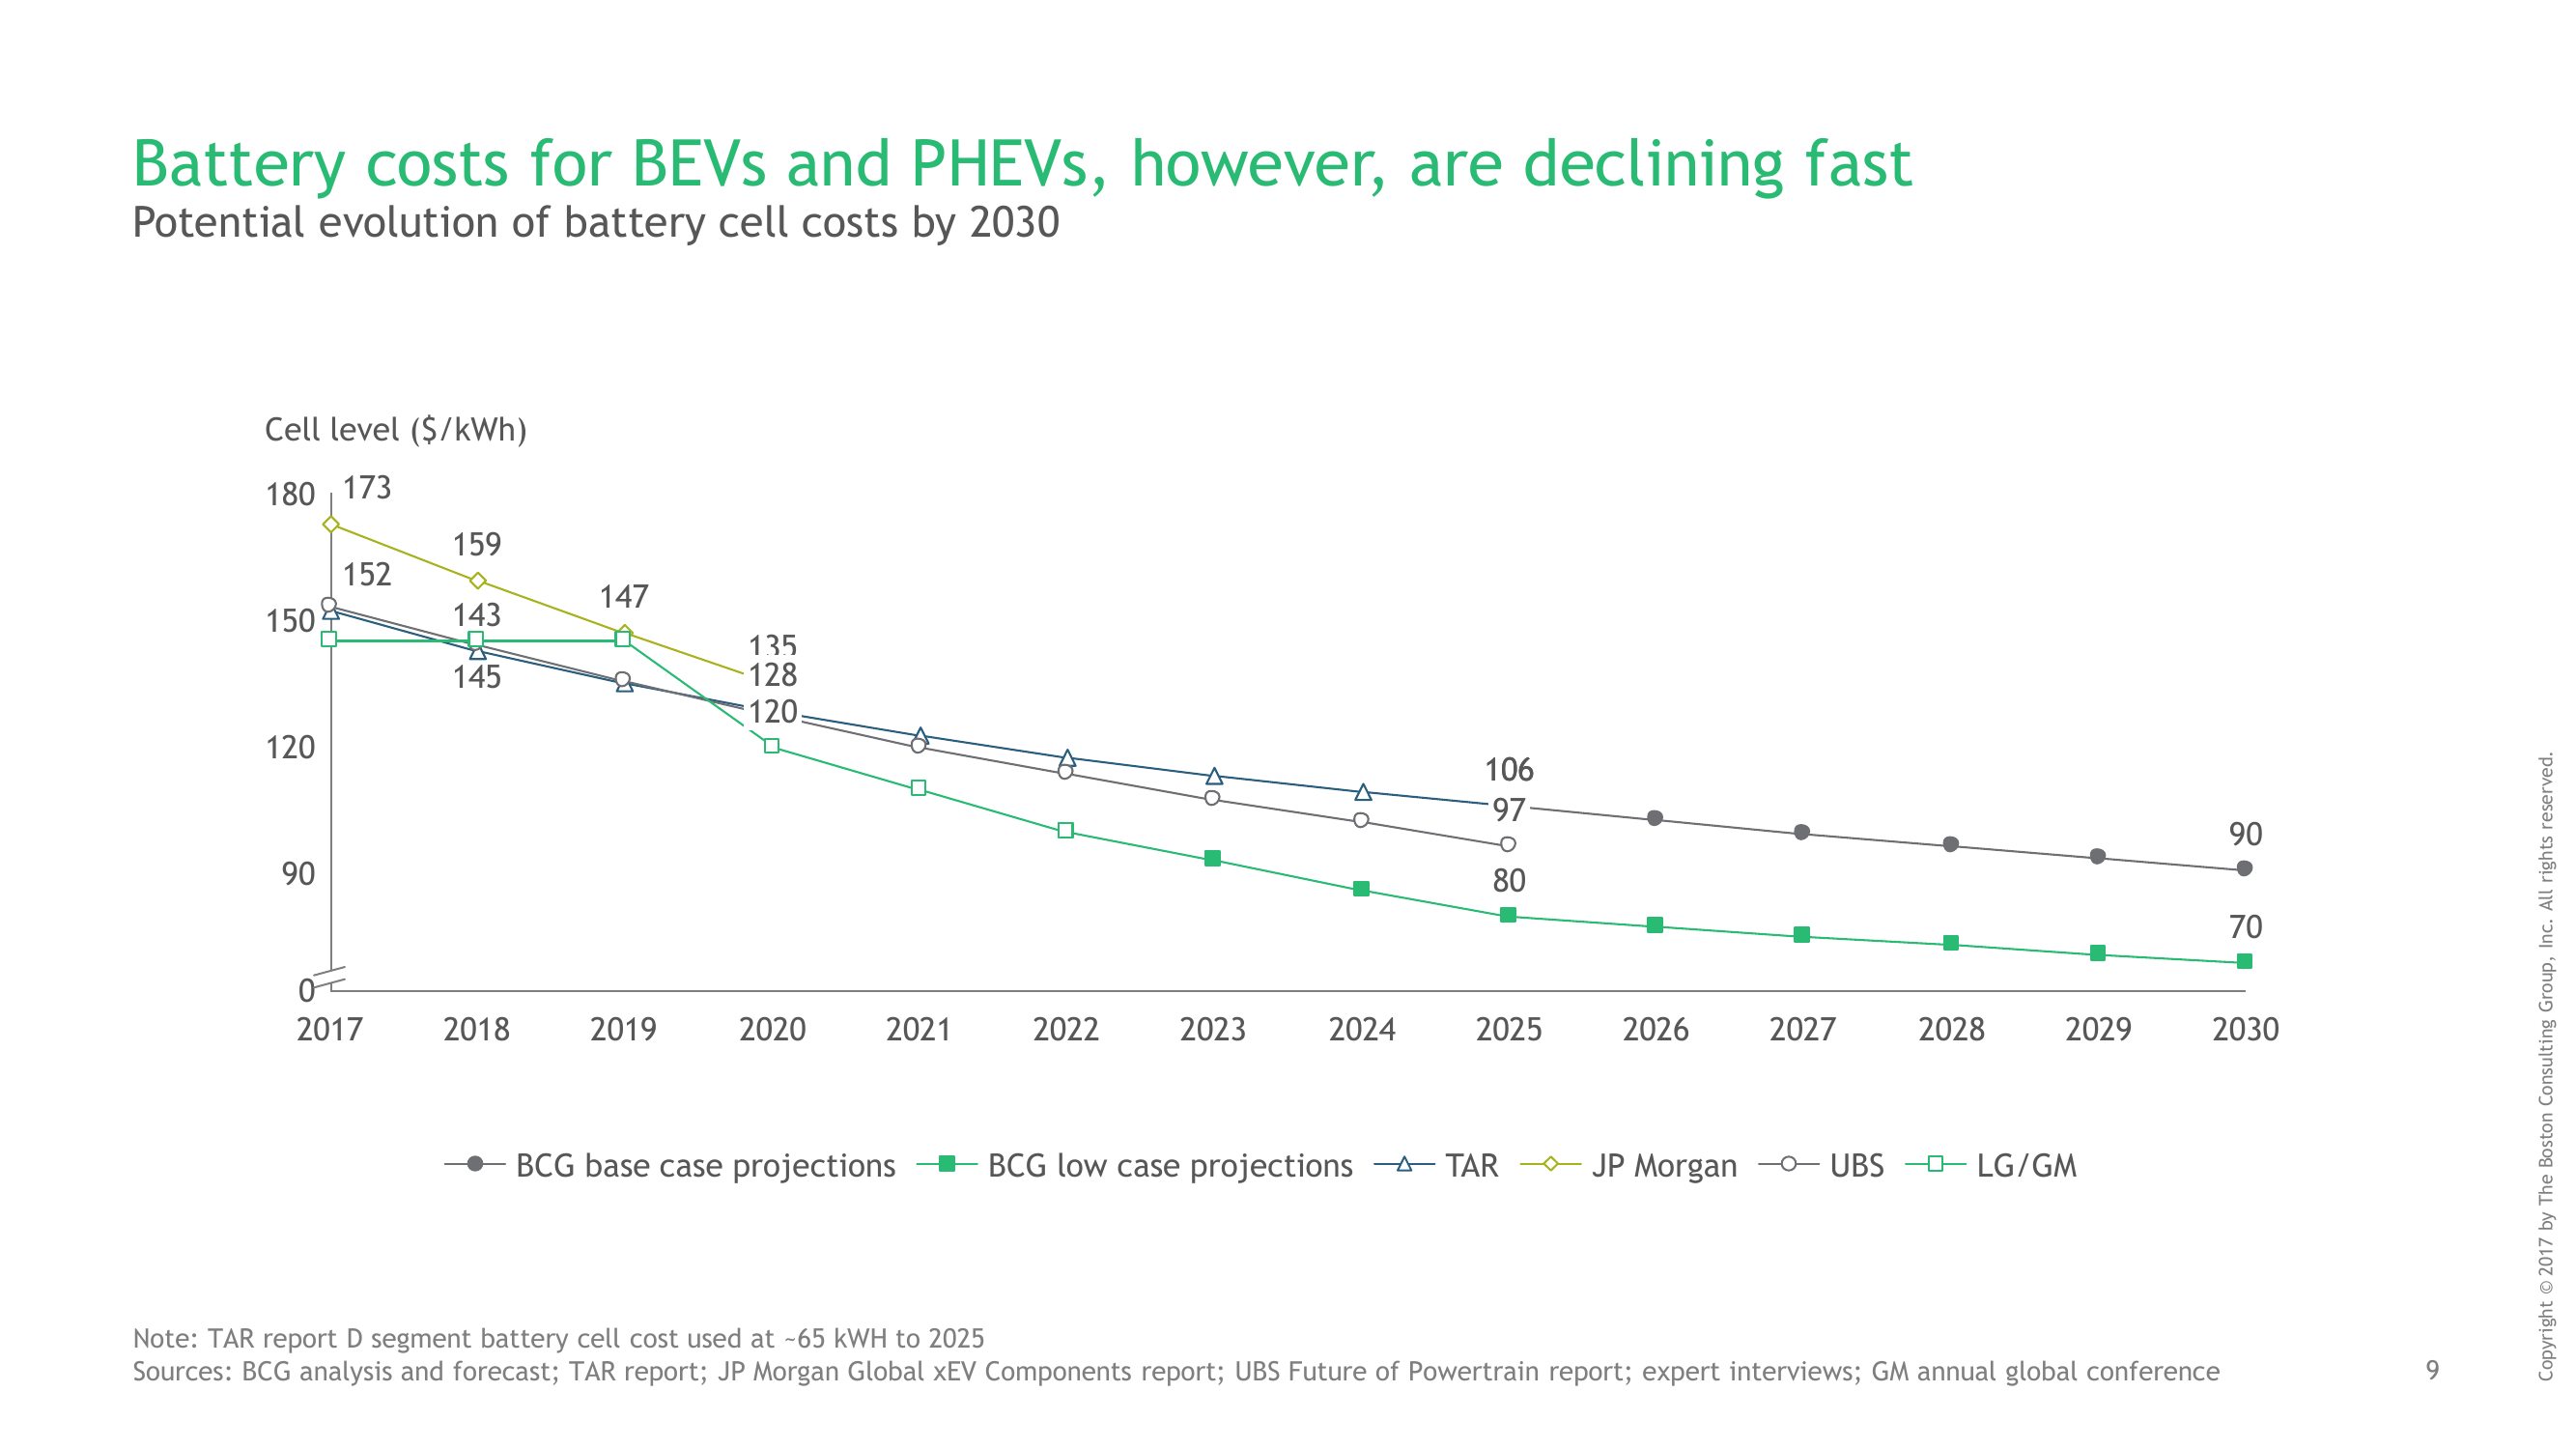 Battery costs for BEVs and PHEVs, however, are declining fast
Potential evolution of battery cell costs by 2030
Cell level ($/kWh)
180
150
120
90
0
173
152
159
143
145
147
135
128
120
106
97
80
90
70
2017 2018 2019 2020 2021 2022 2023 2024 2025 2026 2027 2028 2029 2030
BCG base case projections BCG low case projections TAR JP Morgan UBS LG/GM
Note: TAR report D segment battery cell cost used at ~65 kWH to 2025
Sources: BCG analysis and forecast; TAR report; JP Morgan Global xEV Components report; UBS Future of Powertrain report; expert interviews; GM annual global conference
9
Copyright © 2017 by The Boston Consulting Group, Inc. All rights reserved.